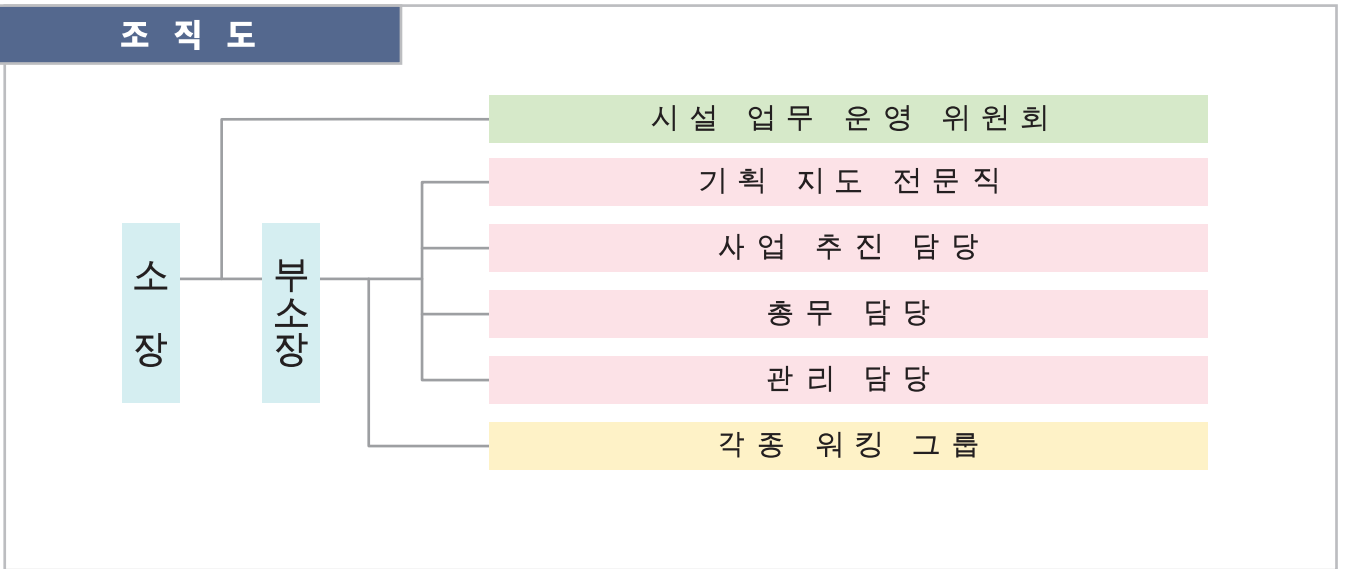 조 직 도
시설 업무 운영 위원회
기획 지도 전문직
소 장
부소장
사업 추진 담당
총무 담당
관리 담당
각종 워킹 그룹